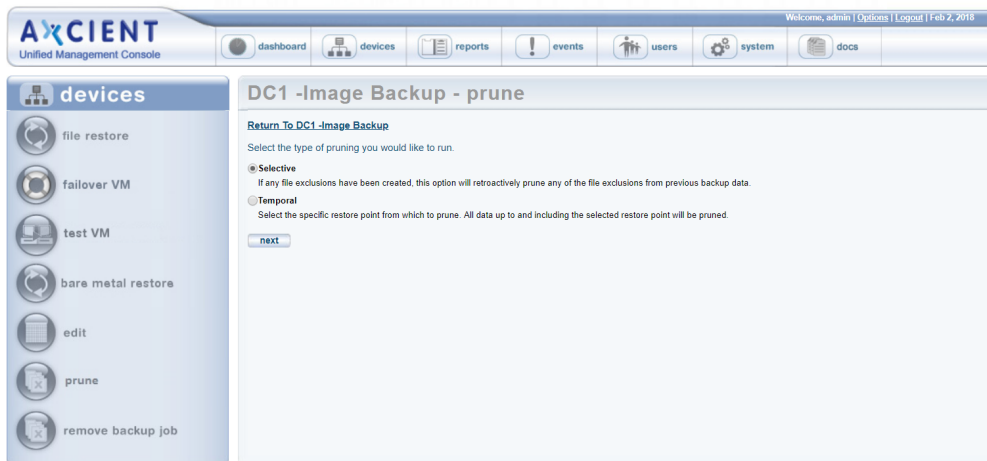 Welcome, admin | Options | Logout | Feb 2, 2018
AXCIENT
Unified Management Console
dashboard devices reports events users system docs
devices
file restore
failover VM
test VM
bare metal restore
edit
prune
remove backup job
DC1 -Image Backup - prune
Return To DC1 -Image Backup
Select the type of pruning you would like to run.
Selective
If any file exclusions have been created, this option will retroactively prune any of the file exclusions from previous backup data.
Temporal
Select the specific restore point from which to prune. All data up to and including the selected restore point will be pruned.
next